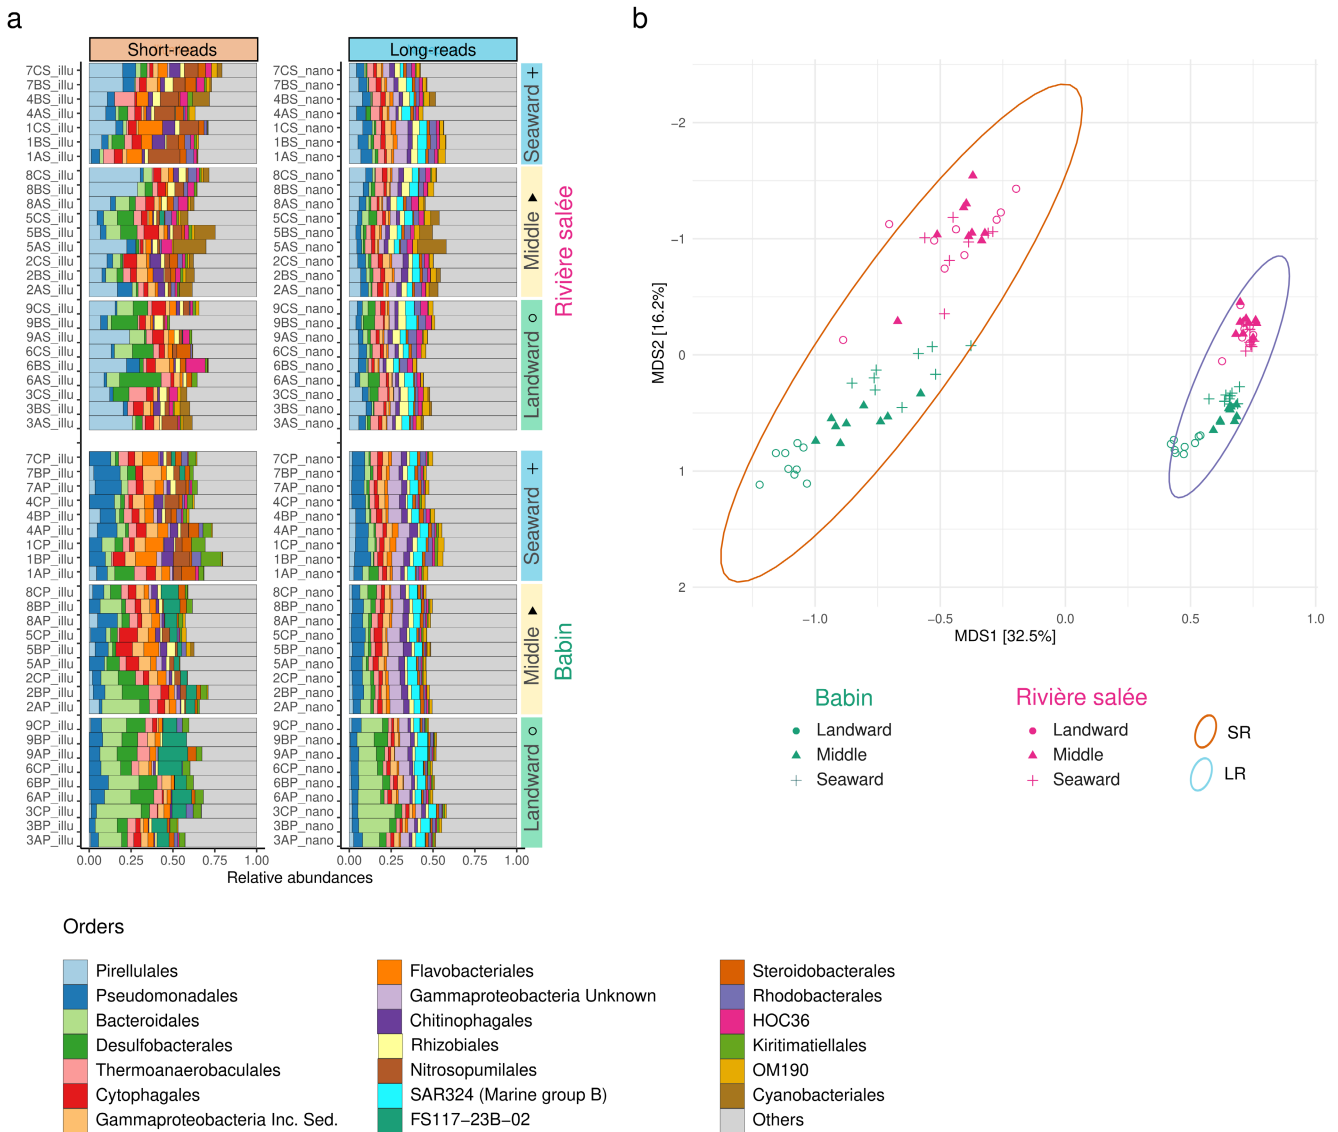 a
b
Short-reads
Long-reads
7CS_illu
7BS_illu
4BS_illu
4AS_illu
1CS_illu
1BS_illu
1AS_illu
8CS_illu
8BS_illu
8AS_illu
5CS_illu
5BS_illu
5AS_illu
2CS_illu
2BS_illu
2AS_illu
9CS_illu
9BS_illu
9AS_illu
6CS_illu
6BS_illu
6AS_illu
3CS_illu
3BS_illu
3AS_illu
7CP_illu
7BP_illu
7AP_illu
4CP_illu
4BP_illu
4AP_illu
1CP_illu
1BP_illu
1AP_illu
8CP_illu
8BP_illu
8AP_illu
5CP_illu
5BP_illu
5AP_illu
2CP_illu
2BP_illu
2AP_illu
9CP_illu
9BP_illu
9AP_illu
6CP_illu
6BP_illu
6AP_illu
3CP_illu
3BP_illu
3AP_illu
7CS_nano
7BS_nano
4BS_nano
4AS_nano
1CS_nano
1BS_nano
1AS_nano
8CS_nano
8BS_nano
8AS_nano
5CS_nano
5BS_nano
5AS_nano
2CS_nano
2BS_nano
2AS_nano
9CS_nano
9BS_nano
9AS_nano
6CS_nano
6BS_nano
6AS_nano
3CS_nano
3BS_nano
3AS_nano
7CP_nano
7BP_nano
7AP_nano
4CP_nano
4BP_nano
4AP_nano
1CP_nano
1BP_nano
1AP_nano
8CP_nano
8BP_nano
8AP_nano
5CP_nano
5BP_nano
5AP_nano
2CP_nano
2BP_nano
2AP_nano
9CP_nano
9BP_nano
9AP_nano
6CP_nano
6BP_nano
6AP_nano
3CP_nano
3BP_nano
3AP_nano
Seaward
Middle
Landward
Rivière salée
Seaward
Middle
Landward
Babin
0.00 0.25 0.50 0.75 1.00
0.00 0.25 0.50 0.75 1.00
Relative abundances
−2
−1
0
1
2
MDS2 [16.2%]
−1.0 −0.5 0.0 0.5 1.0
MDS1 [32.5%]
Babin
Landward
Middle
Seaward
Rivière salée
Landward
Middle
Seaward
SR
LR
Orders
Pirellulales
Pseudomonadales
Bacteroidales
Desulfobacterales
Thermoanaerobaculales
Cytophagales
Gammaproteobacteria Inc. Sed.
Flavobacteriales
Gammaproteobacteria Unknown
Chitinophagales
Rhizobiales
Nitrosopumilales
SAR324 (Marine group B)
FS117−23B−02
Steroidobacterales
Rhodobacterales
HOC36
Kiritimatiellales
OM190
Cyanobacteriales
Others